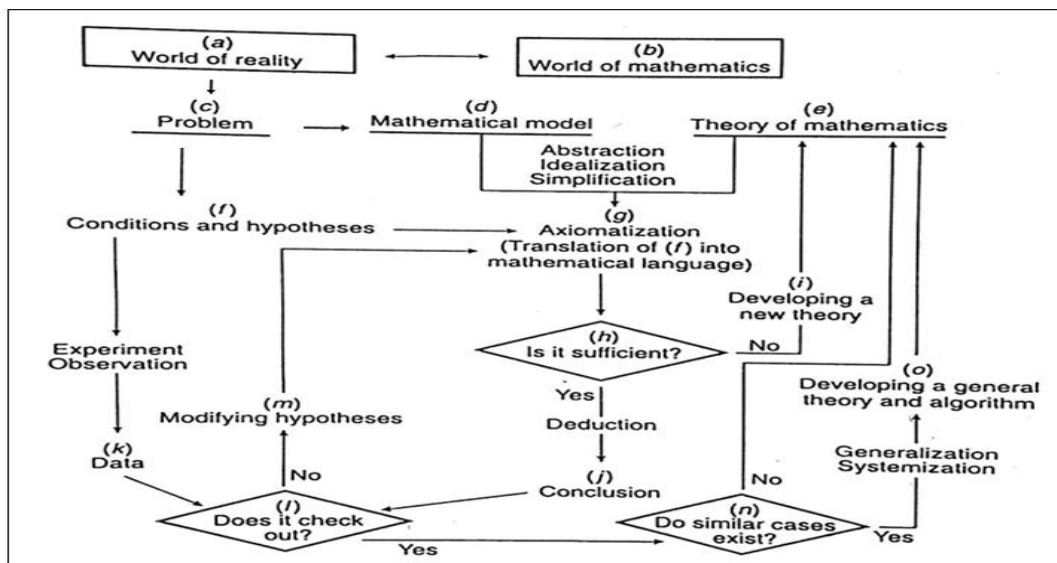 (a)
World of reality
(b)
World of mathematics
(c)
Problem
(d)
Mathematical model
(e)
Theory of mathematics
Abstraction
Idealization
Simplification
(f)
Conditions and hypotheses
(g)
Axiomatization
(Translation of (f) into
mathematical language)
(h)
Is it sufficient?
No
(i)
Developing a
new theory
Experiment
Observation
Yes
Deduction
(m)
Modifying hypotheses
(o)
Developing a general
theory and algorithm
Generalization
Systemization
(k)
Data
No
(j)
Conclusion
No
(l)
Does it check
out?
Yes
(n)
Do similar cases
exist?
Yes